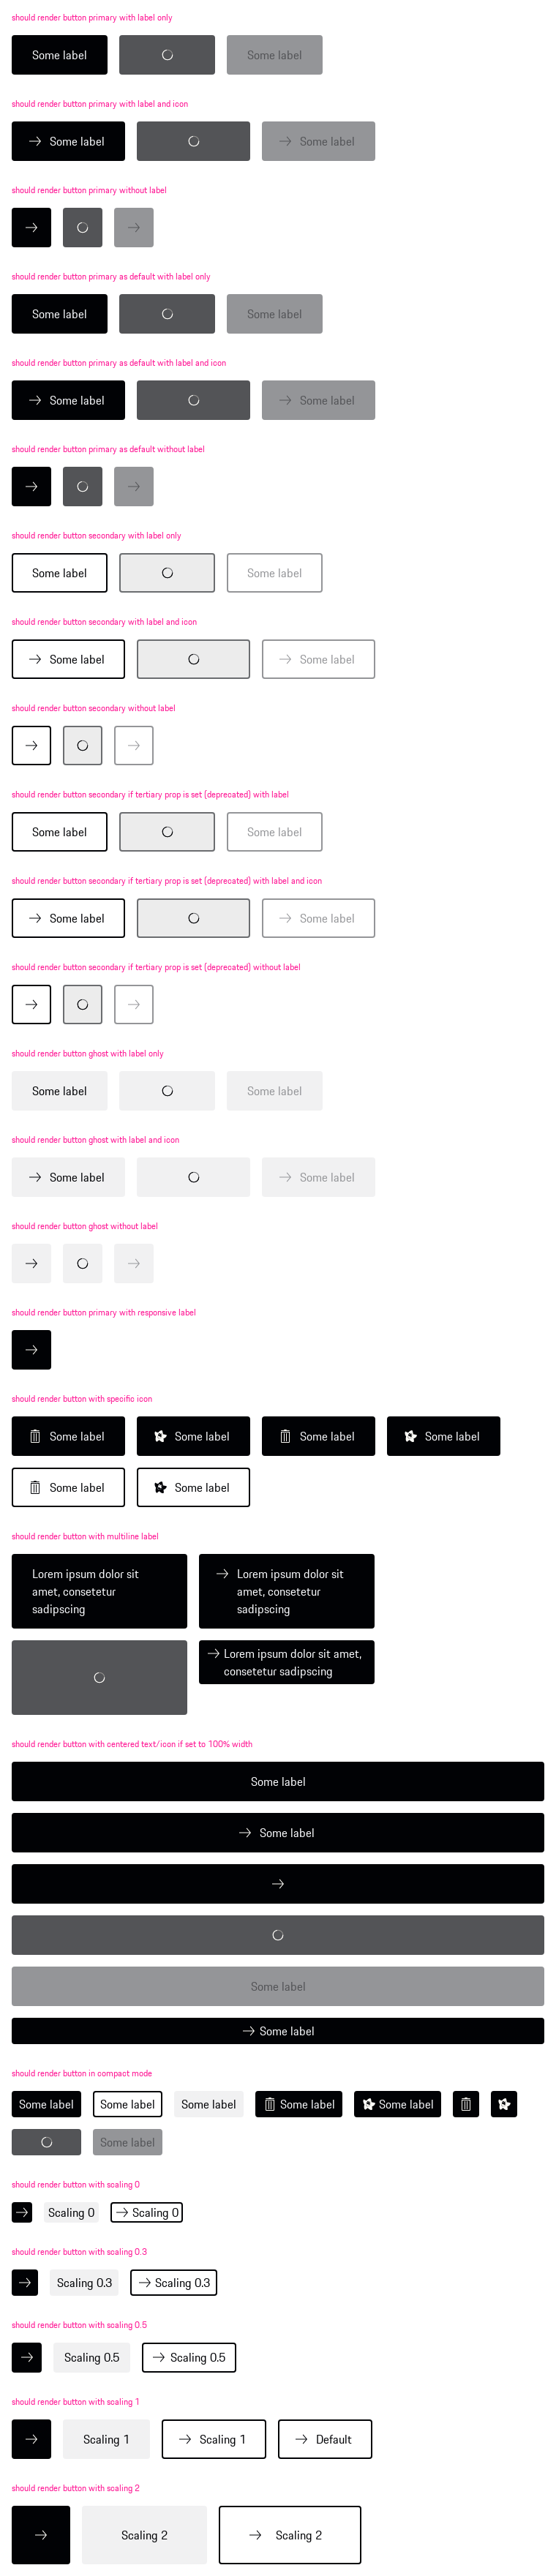 should render button primary with label only
Some label Some label
should render button primary with label and icon
Some label Some label
should render button primary without label
should render button primary as default with label only
Some label Some label
should render button primary as default with label and icon
Some label Some label
should render button primary as default without label
should render button secondary with label only
Some label Some label
should render button secondary with label and icon
Some label Some label
should render button secondary without label
should render button secondary if tertiary prop is set (deprecated) with label
Some label Some label
should render button secondary if tertiary prop is set (deprecated) with label and icon
Some label Some label
should render button secondary if tertiary prop is set (deprecated) without label
should render button ghost with label only
Some label Some label
should render button ghost with label and icon
Some label Some label
should render button ghost without label
should render button primary with responsive label
should render button with specific icon
Some label Some label Some label Some label
Some label Some label
should render button with multiline label
Lorem ipsum dolor sit
amet, consetetur
sadipscing
Lorem ipsum dolor sit
amet, consetetur
sadipscing
Lorem ipsum dolor sit amet,
consetetur sadipscing
should render button with centered text/icon if set to 100% width
Some label
Some label
Some label
Some label
should render button in compact mode
Some label Some label Some label Some label Some label
Some label
should render button with scaling 0
Scaling 0 Scaling 0
should render button with scaling 0.3
Scaling 0.3 Scaling 0.3
should render button with scaling 0.5
Scaling 0.5 Scaling 0.5
should render button with scaling 1
Scaling 1 Scaling 1 Default
should render button with scaling 2
Scaling 2 Scaling 2